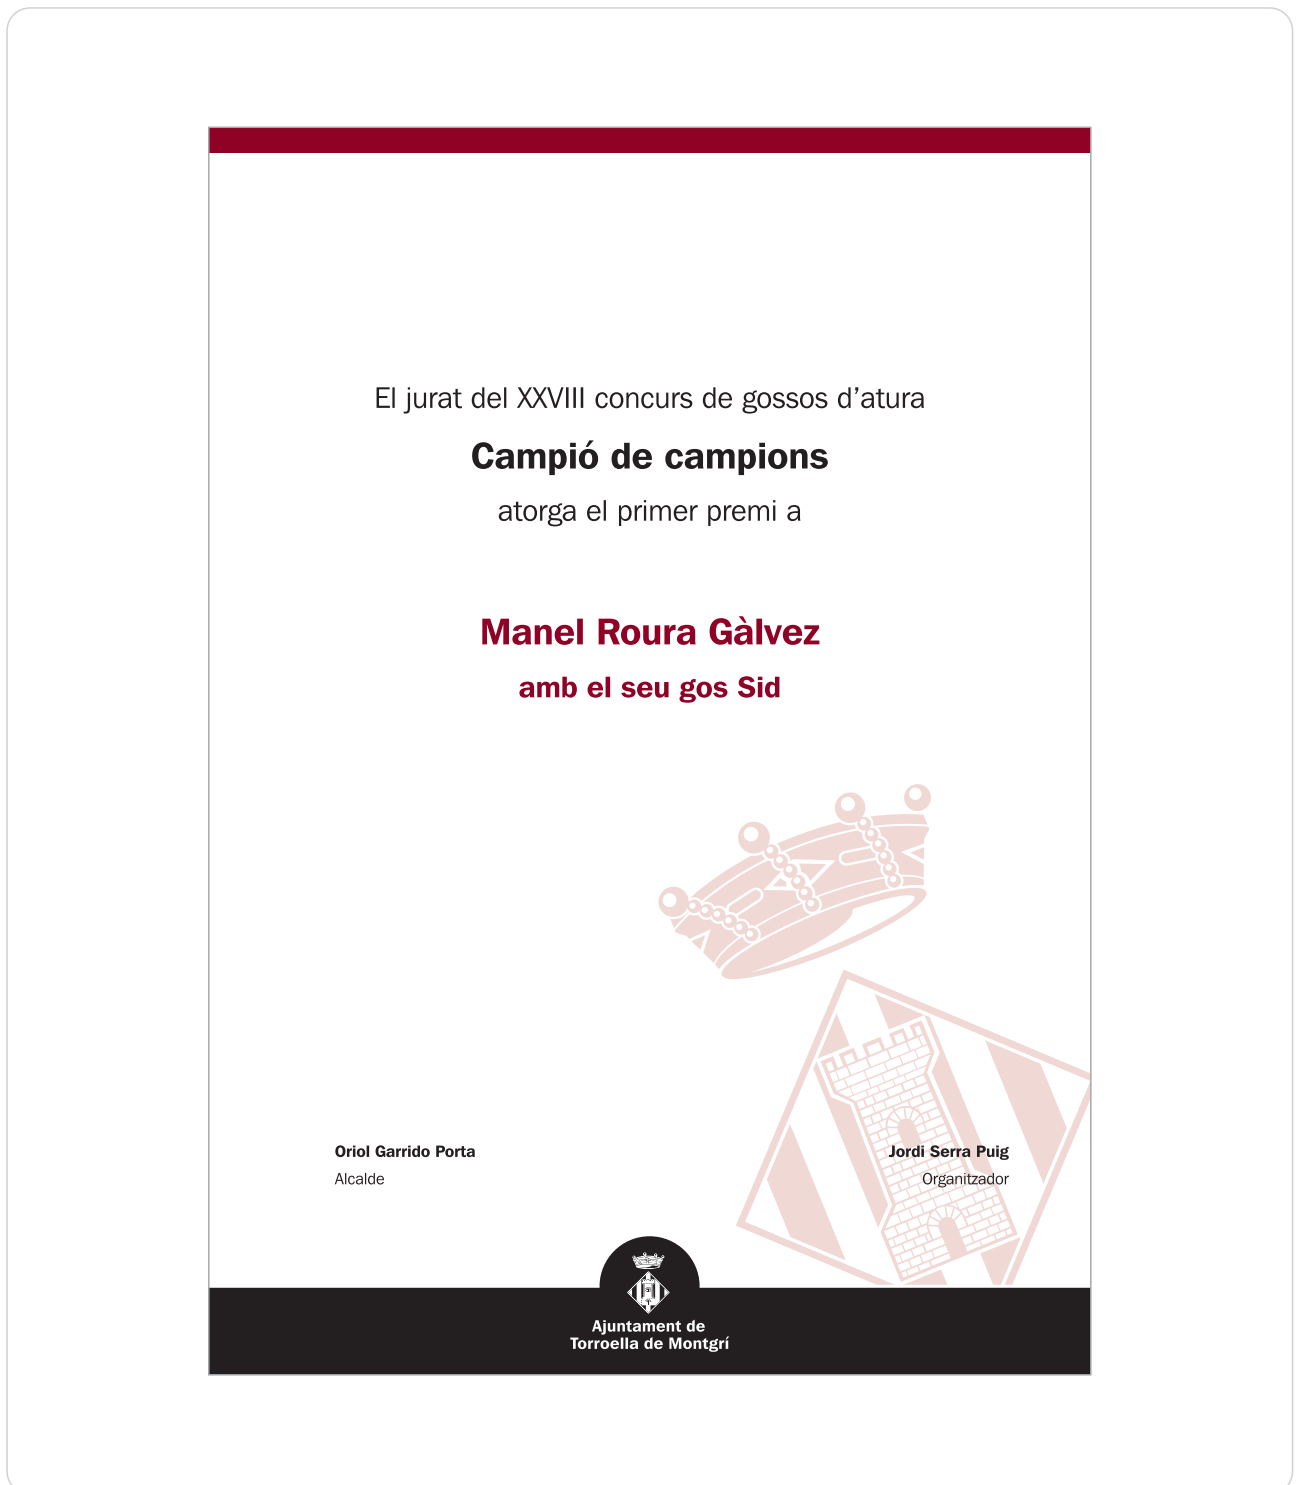 El jurat del XXVIII concurs de gossos d’atura
Campió de campions
atorga el primer premi a
Manel Roura Gàlvez
amb el seu gos Sid
Oriol Garrido Porta
Alcalde
Jordi Serra Puig
Organitzador
Ajuntament de
Torroella de Montgrí